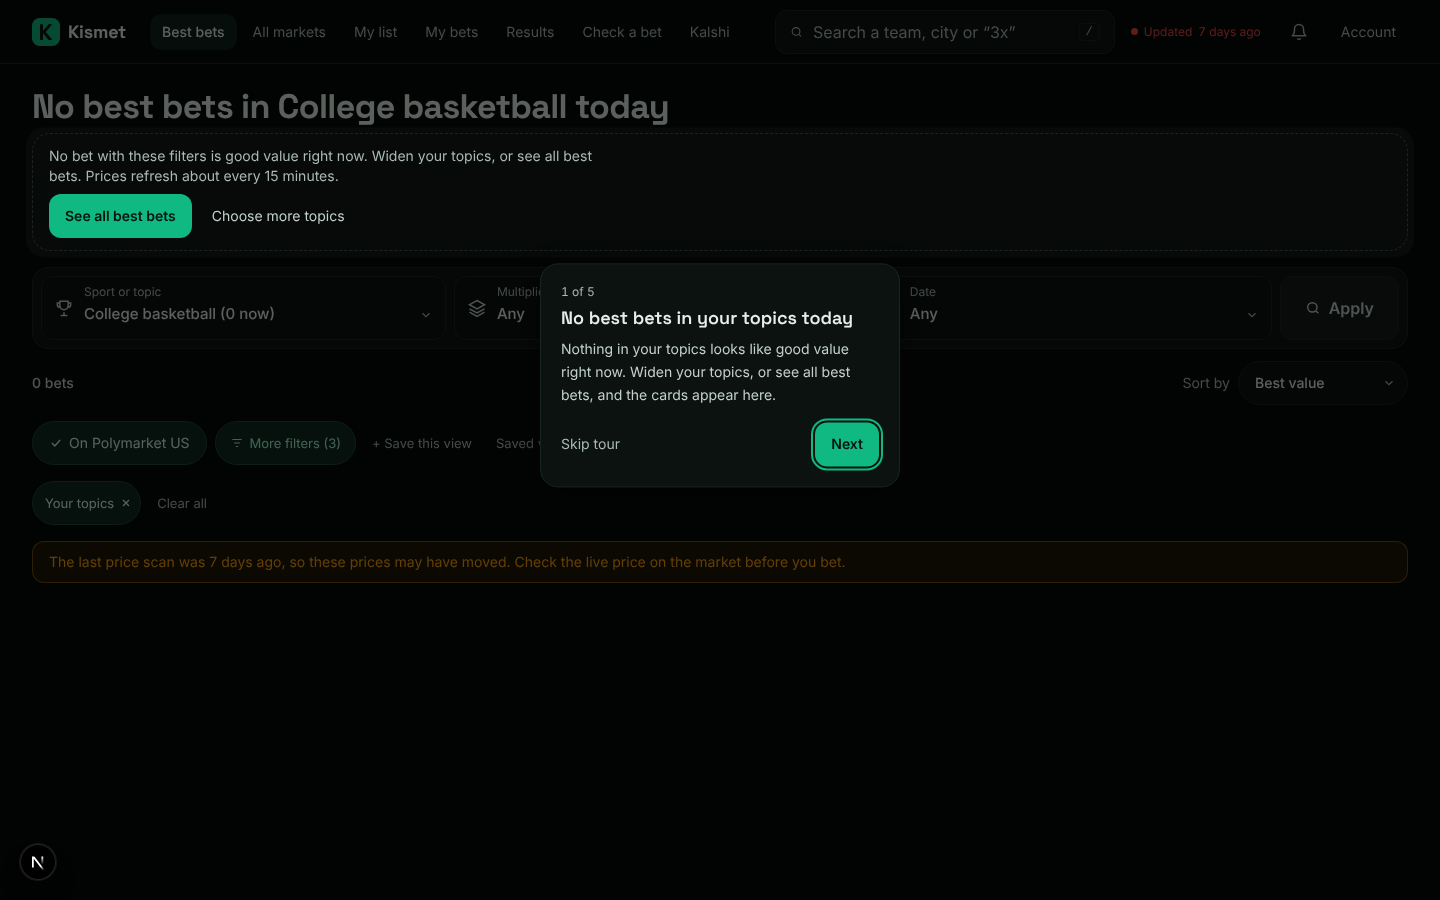 Kismet
Best bets
All markets
My list
My bets
Results
Check a bet
Kalshi
Search a team, city or “3x”
/
Updated 7 days ago
Account
No best bets in College basketball today
No bet with these filters is good value right now. Widen your topics, or see all best
bets. Prices refresh about every 15 minutes.
See all best bets
Choose more topics
Sport or topic
College basketball (0 now)
Any
Date
Any
Apply
1 of 5
No best bets in your topics today
Nothing in your topics looks like good value
right now. Widen your topics, or see all best
bets, and the cards appear here.
Skip tour
Next
0 bets
Sort by
Best value
On Polymarket US
More filters (3)
+ Save this view
Saved
Your topics ×
Clear all
The last price scan was 7 days ago, so these prices may have moved. Check the live price on the market before you bet.